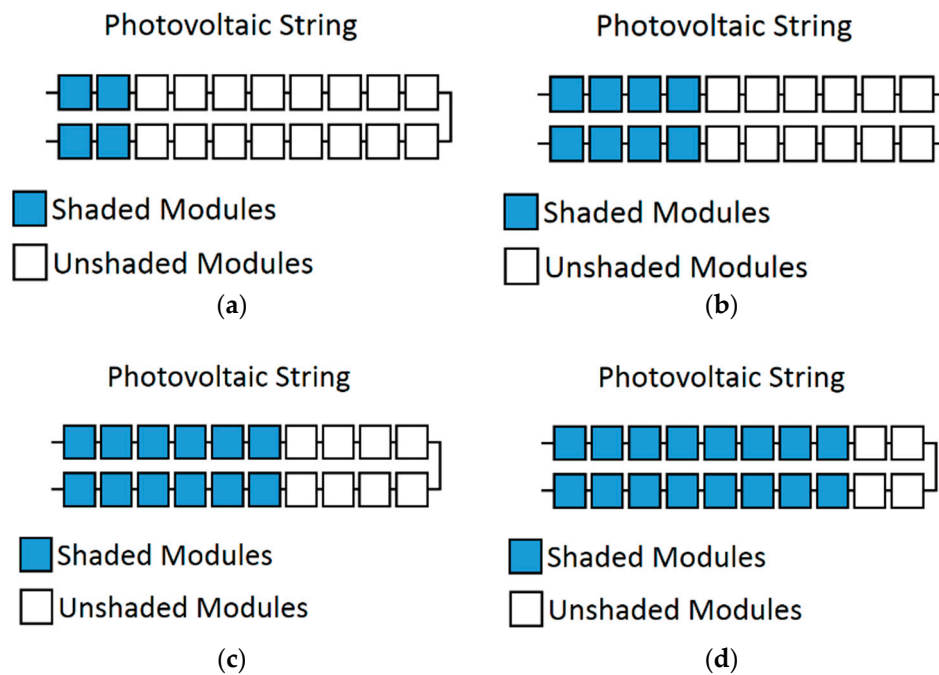 Photovoltaic String
Shaded Modules
Unshaded Modules
(a)
Photovoltaic String
Shaded Modules
Unshaded Modules
(b)
Photovoltaic String
Shaded Modules
Unshaded Modules
(c)
Photovoltaic String
Shaded Modules
Unshaded Modules
(d)